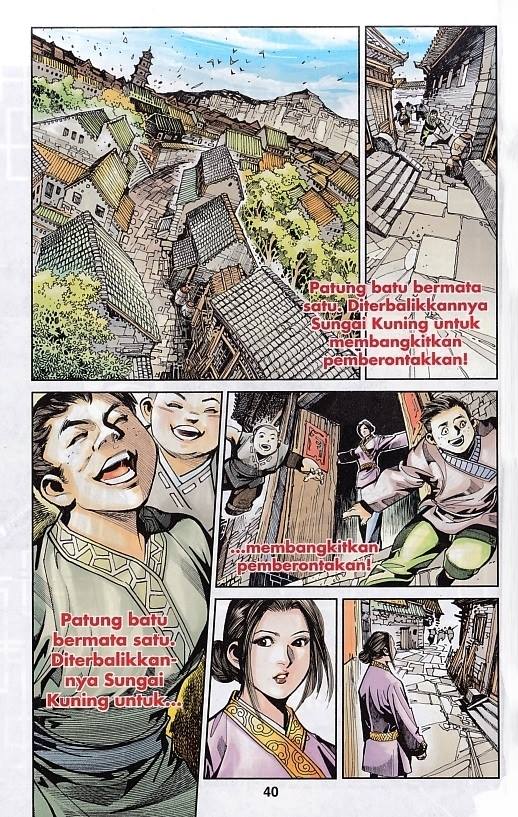 Patung batu bermata
satu. Diterbalikkannya
Sungai Kuning untuk
membangkitkan
pemberontakkan!
Patung batu
bermata satu.
Diterbalikkan-
nya Sungai
Kuning untuk...
...membangkitkan
pemberontakan!
40